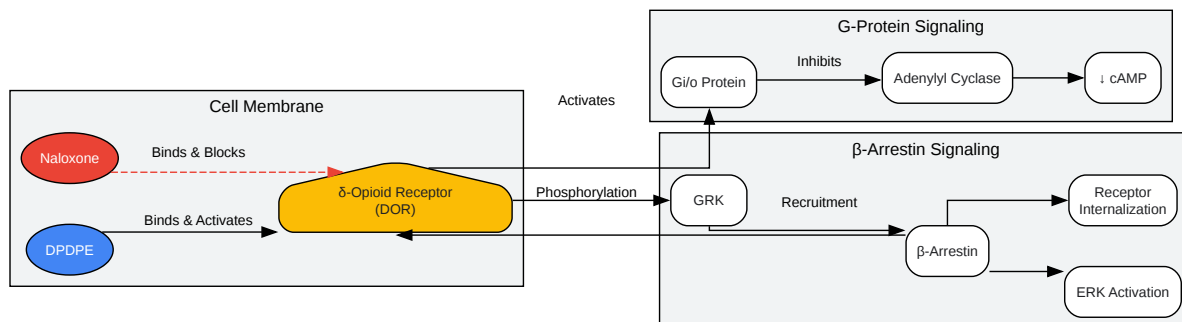 G-Protein Signaling
Inhibits
Gi/o Protein
Adenylyl Cyclase
↓ cAMP
Activates
Cell Membrane
Naloxone
Binds & Blocks
δ-Opioid Receptor
(DOR)
Binds & Activates
DPDPE
Phosphorylation
β-Arrestin Signaling
GRK
Recruitment
β-Arrestin
Receptor
Internalization
ERK Activation